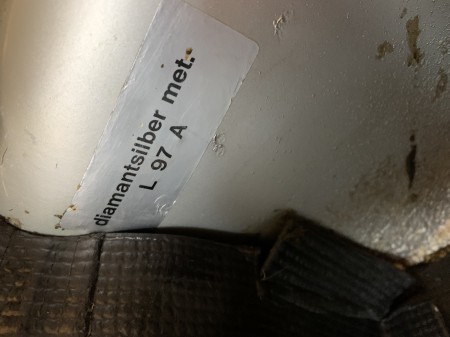 diamantsilber met.
L 97 A